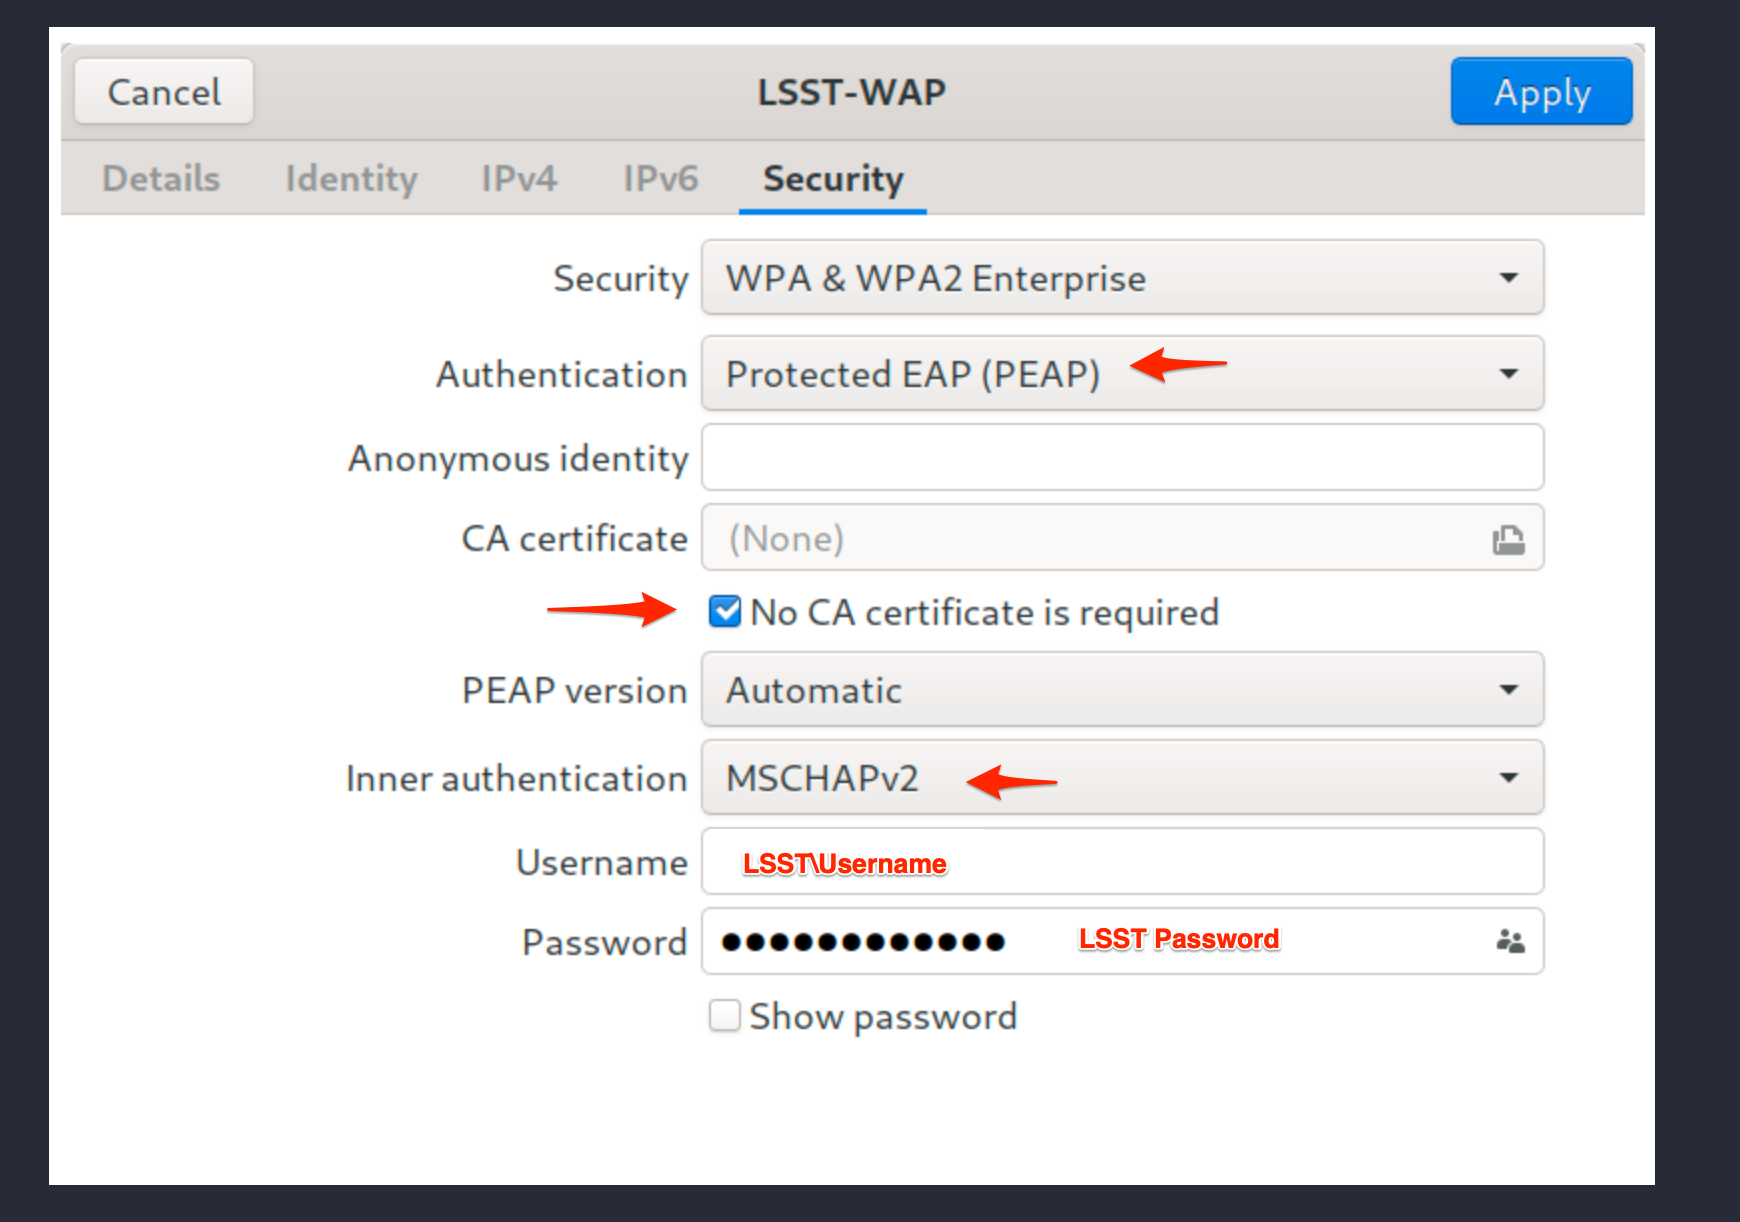 Cancel LSST-WAP Apply
Details Identity IPv4 IPv6 Security
Security WPA & WPA2 Enterprise
Authentication Protected EAP (PEAP)
Anonymous identity
CA certificate (None)
No CA certificate is required
PEAP version Automatic
Inner authentication MSCHAPv2
Username LSST\Username
Password ●●●●●●●●●●●● LSST Password
Show password